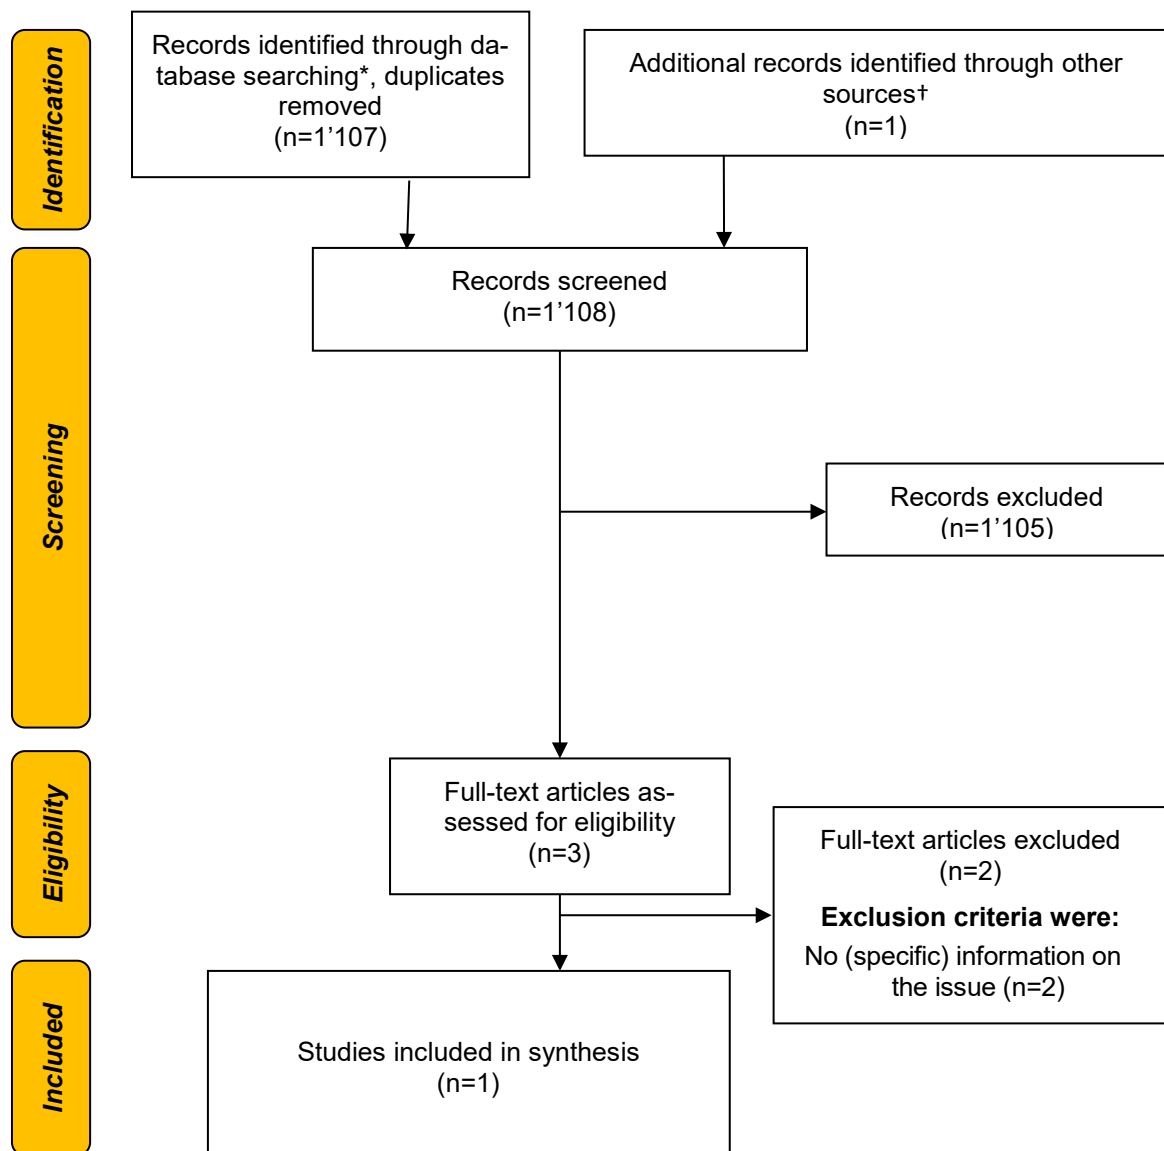 Identification
Records identified through da-
tabase searching*, duplicates
removed
(n=1’107)
Additional records identified through other
sources†
(n=1)
Screening
Records screened
(n=1’108)
Records excluded
(n=1’105)
Eligibility
Full-text articles as-
sessed for eligibility
(n=3)
Full-text articles excluded
(n=2)
Exclusion criteria were:
No (specific) information on
the issue (n=2)
Included
Studies included in synthesis
(n=1)